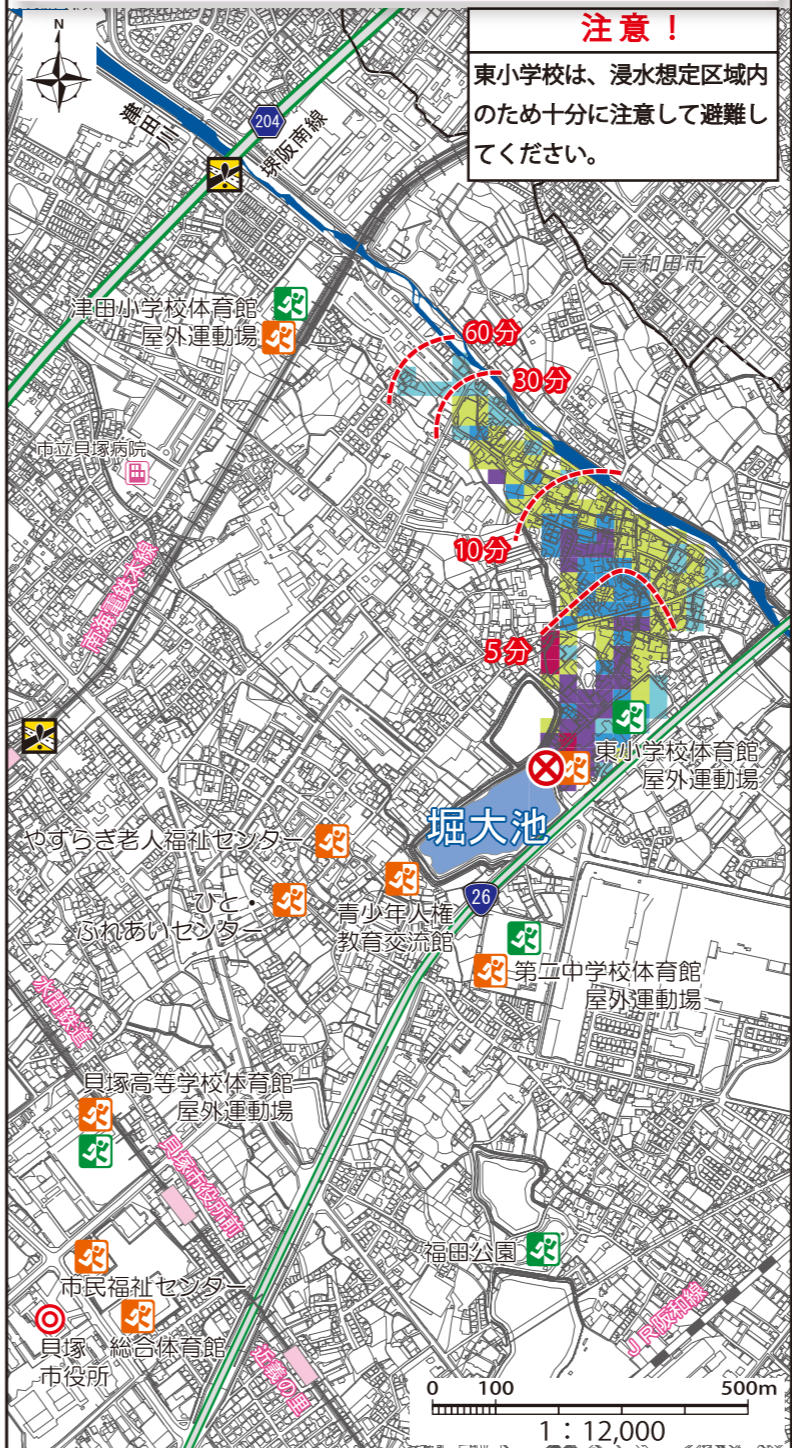 注意！
東小学校は、浸水想定区域内
のため十分に注意して避難し
てください。
N
津田川
204
堺阪南線
岸和田市
津田小学校体育館
屋外運動場
60分
30分
市立貝塚病院
10分
南海電鉄本線
5分
東小学校体育館
屋外運動場
堀大池
やすらぎ老人福祉センター
ひと・
ふれあいセンター
青少年人権
教育交流館
26
第二中学校体育館
屋外運動場
水間鉄道
貝塚高等学校体育館
屋外運動場
貝塚市役所前
福田公園
市民福祉センター
JR阪和線
貝塚
市役所
総合体育館
近義の里
0 100 500m
1：12,000